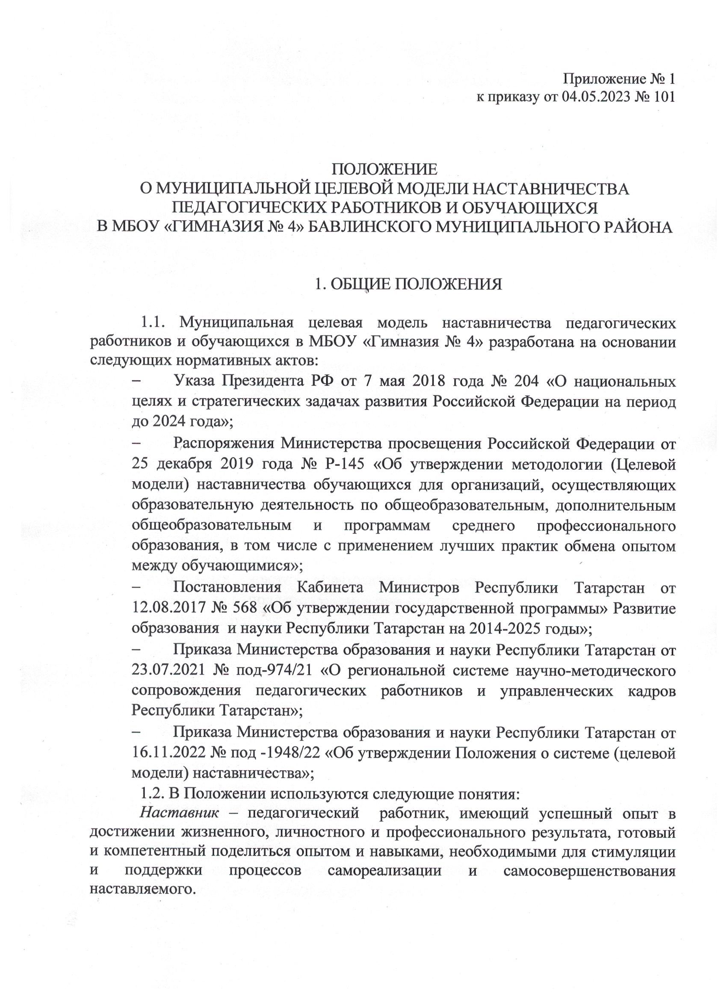 Приложение № 1
к приказу от 04.05.2023 № 101
ПОЛОЖЕНИЕ
О МУНИЦИПАЛЬНОЙ ЦЕЛЕВОЙ МОДЕЛИ НАСТАВНИЧЕСТВА
ПЕДАГОГИЧЕСКИХ РАБОТНИКОВ И ОБУЧАЮЩИХСЯ
В МБОУ «ГИМНАЗИЯ № 4» БАВЛИНСКОГО МУНИЦИПАЛЬНОГО РАЙОНА
1. ОБЩИЕ ПОЛОЖЕНИЯ
1.1. Муниципальная целевая модель наставничества педагогических
работников и обучающихся в МБОУ «Гимназия № 4» разработана на основании
следующих нормативных актов:
– Указа Президента РФ от 7 мая 2018 года № 204 «О национальных
целях и стратегических задачах развития Российской Федерации на период
до 2024 года»;
– Распоряжения Министерства просвещения Российской Федерации от
25 декабря 2019 года № Р-145 «Об утверждении методологии (Целевой
модели) наставничества обучающихся для организаций, осуществляющих
образовательную деятельность по общеобразовательным, дополнительным
общеобразовательным и программам среднего профессионального
образования, в том числе с применением лучших практик обмена опытом
между обучающимися»;
– Постановления Кабинета Министров Республики Татарстан от
12.08.2017 № 568 «Об утверждении государственной программы» Развитие
образования и науки Республики Татарстан на 2014-2025 годы»;
– Приказа Министерства образования и науки Республики Татарстан от
23.07.2021 № под-974/21 «О региональной системе научно-методического
сопровождения педагогических работников и управленческих кадров
Республики Татарстан»;
– Приказа Министерства образования и науки Республики Татарстан от
16.11.2022 № под -1948/22 «Об утверждении Положения о системе (целевой
модели) наставничества»;
1.2. В Положении используются следующие понятия:
Наставник – педагогический работник, имеющий успешный опыт в
достижении жизненного, личностного и профессионального результата, готовый
и компетентный поделиться опытом и навыками, необходимыми для стимуляции
и поддержки процессов самореализации и самосовершенствования
наставляемого.